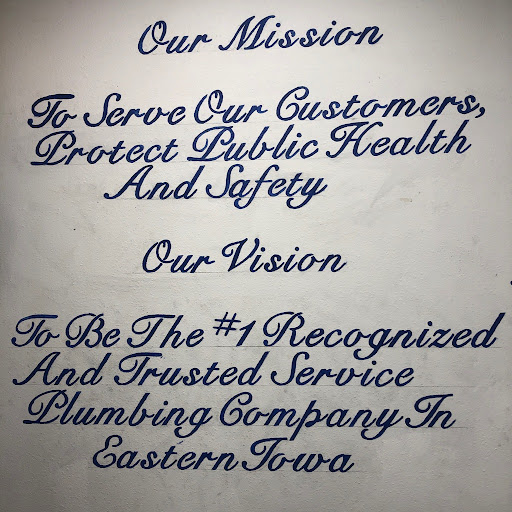 Our Mission
To Serve Our Customers,
Protect Public Health
And Safety
Our Vision
To Be The #1 Recognized
And Trusted Service
Plumbing Company In
Eastern Iowa